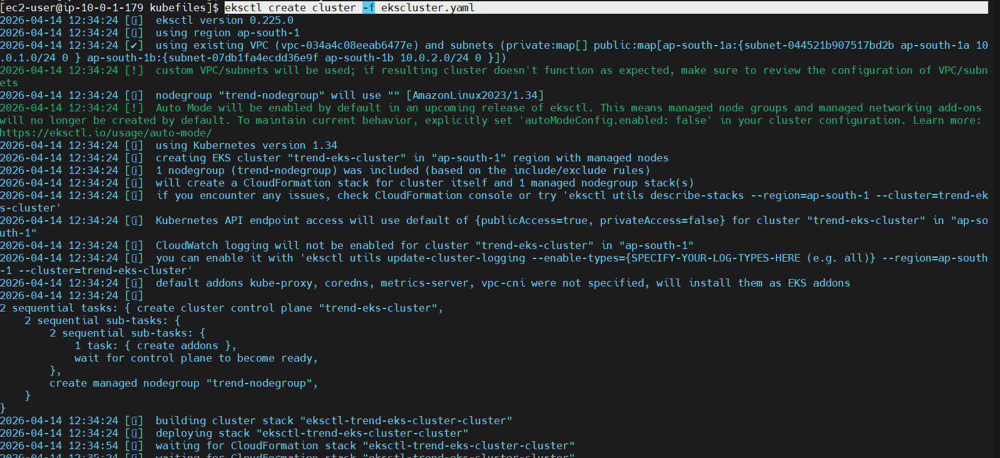 [ec2-user@ip-10-0-1-179 kubefiles]$ eksctl create cluster -f ekscluster.yaml
2026-04-14 12:34:24 [ℹ]  eksctl version 0.225.0
2026-04-14 12:34:24 [ℹ]  using region ap-south-1
2026-04-14 12:34:24 [✔]  using existing VPC (vpc-034a4c08eeab6477e) and subnets (private:map[] public:map[ap-south-1a:{subnet-044521b907517bd2b ap-south-1a 10
.0.1.0/24 0 } ap-south-1b:{subnet-07db1fa4ecdd36e9f ap-south-1b 10.0.2.0/24 0 }])
2026-04-14 12:34:24 [!]  custom VPC/subnets will be used; if resulting cluster doesn't function as expected, make sure to review the configuration of VPC/subn
ets
2026-04-14 12:34:24 [ℹ]  nodegroup "trend-nodegroup" will use "" [AmazonLinux2023/1.34]
2026-04-14 12:34:24 [!]  Auto Mode will be enabled by default in an upcoming release of eksctl. This means managed node groups and managed networking add-ons
will no longer be created by default. To maintain current behavior, explicitly set 'autoModeConfig.enabled: false' in your cluster configuration. Learn more:
https://eksctl.io/usage/auto-mode/
2026-04-14 12:34:24 [ℹ]  using Kubernetes version 1.34
2026-04-14 12:34:24 [ℹ]  creating EKS cluster "trend-eks-cluster" in "ap-south-1" region with managed nodes
2026-04-14 12:34:24 [ℹ]  1 nodegroup (trend-nodegroup) was included (based on the include/exclude rules)
2026-04-14 12:34:24 [ℹ]  will create a CloudFormation stack for cluster itself and 1 managed nodegroup stack(s)
2026-04-14 12:34:24 [ℹ]  if you encounter any issues, check CloudFormation console or try 'eksctl utils describe-stacks --region=ap-south-1 --cluster=trend-ek
s-cluster'
2026-04-14 12:34:24 [ℹ]  Kubernetes API endpoint access will use default of {publicAccess=true, privateAccess=false} for cluster "trend-eks-cluster" in "ap-so
uth-1"
2026-04-14 12:34:24 [ℹ]  CloudWatch logging will not be enabled for cluster "trend-eks-cluster" in "ap-south-1"
2026-04-14 12:34:24 [ℹ]  you can enable it with 'eksctl utils update-cluster-logging --enable-types={SPECIFY-YOUR-LOG-TYPES-HERE (e.g. all)} --region=ap-south
-1 --cluster=trend-eks-cluster'
2026-04-14 12:34:24 [ℹ]  default addons kube-proxy, coredns, metrics-server, vpc-cni were not specified, will install them as EKS addons
2026-04-14 12:34:24 [ℹ]
2 sequential tasks: { create cluster control plane "trend-eks-cluster",
    2 sequential sub-tasks: {
        2 sequential sub-tasks: {
            1 task: { create addons },
            wait for control plane to become ready,
        },
        create managed nodegroup "trend-nodegroup",
    }
}
2026-04-14 12:34:24 [ℹ]  building cluster stack "eksctl-trend-eks-cluster-cluster"
2026-04-14 12:34:24 [ℹ]  deploying stack "eksctl-trend-eks-cluster-cluster"
2026-04-14 12:34:54 [ℹ]  waiting for CloudFormation stack "eksctl-trend-eks-cluster-cluster"
2026-04-14 12:35:24 [ℹ]  waiting for CloudFormation stack "eksctl-trend-eks-cluster-cluster"